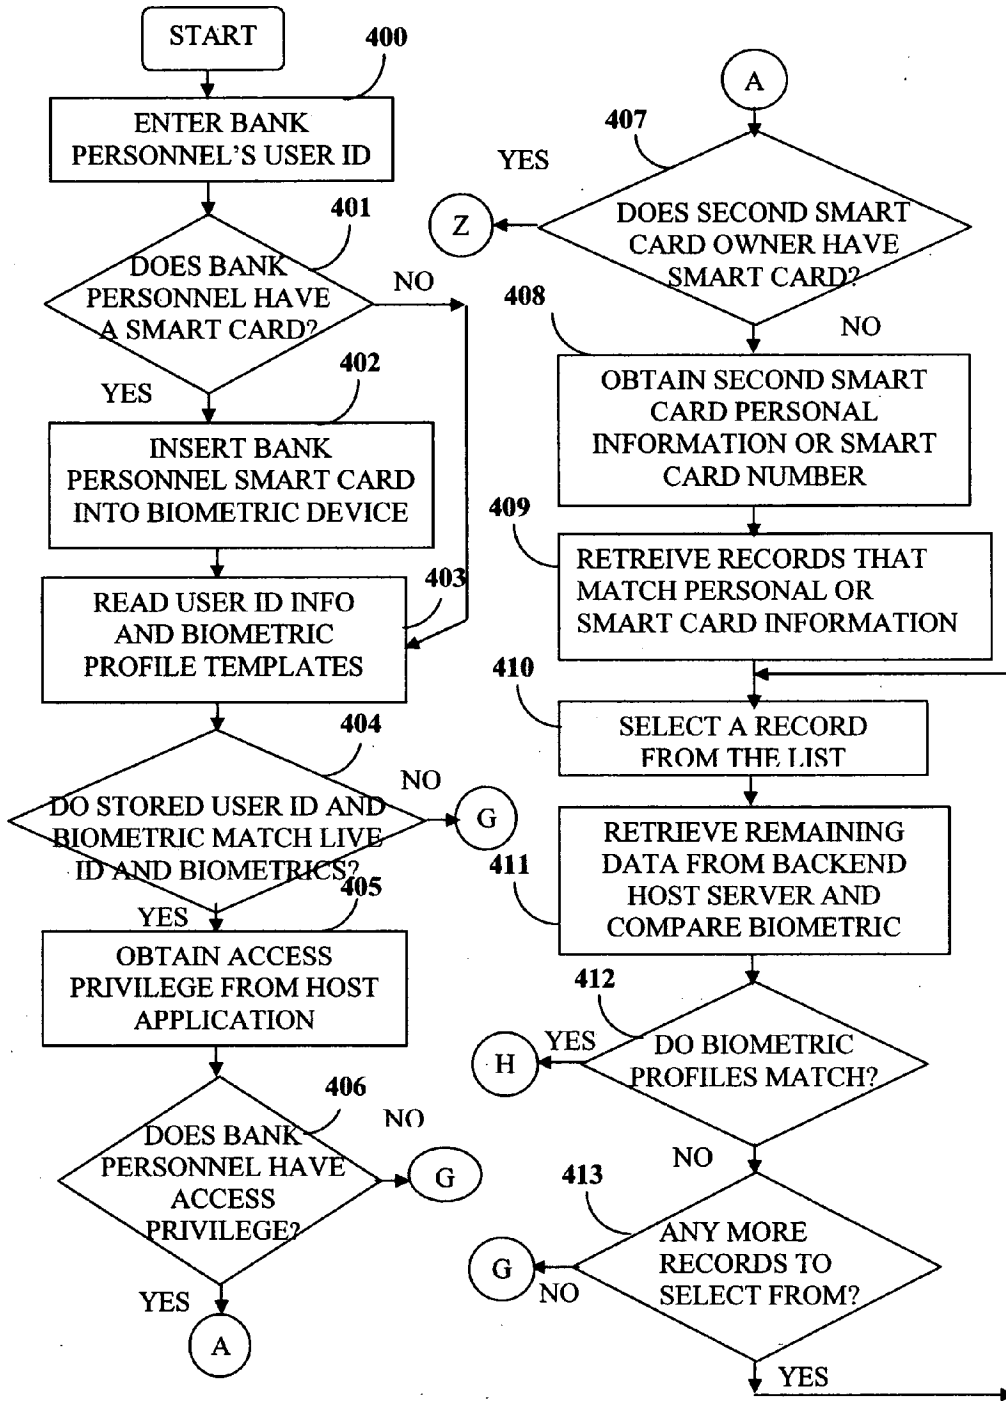 START
400
ENTER BANK
PERSONNEL'S USER ID
401
DOES BANK
PERSONNEL HAVE
A SMART CARD?
NO
YES
402
INSERT BANK
PERSONNEL SMART CARD
INTO BIOMETRIC DEVICE
403
READ USER ID INFO
AND BIOMETRIC
PROFILE TEMPLATES
404
NO
DO STORED USER ID AND
BIOMETRIC MATCH LIVE
ID AND BIOMETRICS?
G
405
YES
OBTAIN ACCESS
PRIVILEGE FROM HOST
APPLICATION
406
NO
DOES BANK
PERSONNEL HAVE
ACCESS
PRIVILEGE?
G
YES
A
A
407
YES
Z
DOES SECOND SMART
CARD OWNER HAVE
SMART CARD?
408
NO
OBTAIN SECOND SMART
CARD PERSONAL
INFORMATION OR SMART
CARD NUMBER
409
RETREIVE RECORDS THAT
MATCH PERSONAL OR
SMART CARD INFORMATION
410
SELECT A RECORD
FROM THE LIST
411
RETRIEVE REMAINING
DATA FROM BACKEND
HOST SERVER AND
COMPARE BIOMETRIC
412
YES
H
DO BIOMETRIC
PROFILES MATCH?
NO
413
ANY MORE
RECORDS TO
SELECT FROM?
G
NO
YES